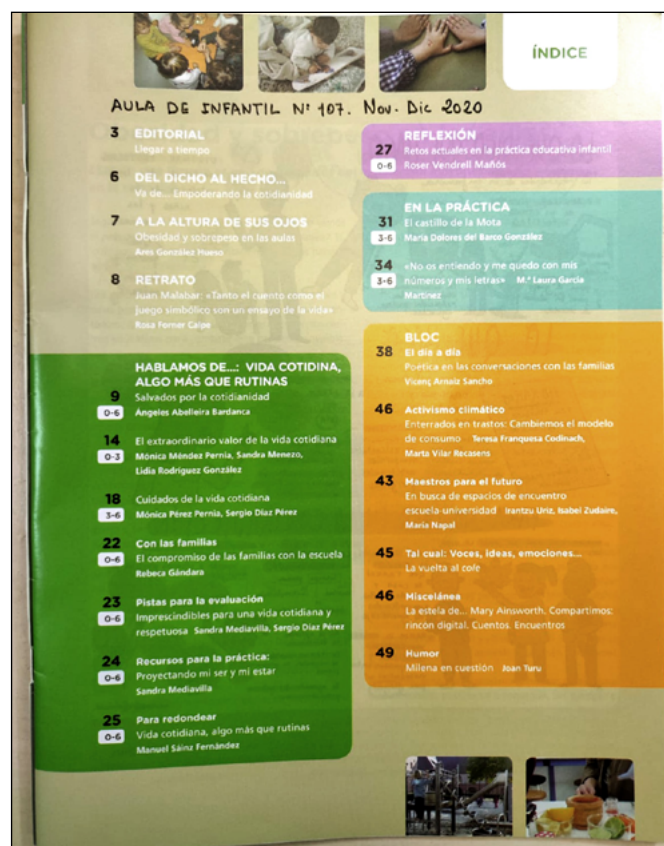 ÍNDICE
AULA DE INFANTIL Nº 107. Nov. Dic 2020
3 EDITORIAL
Llegar a tiempo
6 DEL DICHO AL HECHO...
Va de... Empoderando la cotidianidad
7 A LA ALTURA DE SUS OJOS
Obesidad y sobrepeso en las aulas
Ares González Hueso
8 RETRATO
Juan Malabar: «Tanto el cuento como el
juego simbólico son un ensayo de la vida»
Rosa Ferner Calpe
HABLAMOS DE...: VIDA COTIDINA,
ALGO MÁS QUE RUTINAS
9 Salvados por la cotidianidad
0-6 Ángeles Abelleira Bardanca
14 El extraordinario valor de la vida cotidiana
0-3 Mónica Méndez Pernia, Sandra Menezo,
Lidia Rodríguez González
18 Cuidados de la vida cotidiana
3-6 Mónica Pérez Pernia, Sergio Díaz Pérez
22 Con las familias
0-6 El compromiso de las familias con la escuela
Rebeca Gándara
23 Pistas para la evaluación
0-6 Imprescindibles para una vida cotidiana y
respetuosa Sandra Mediavilla, Sergio Díaz Pérez
24 Recursos para la práctica:
0-6 Proyectando mi ser y mi estar
Sandra Mediavilla
25 Para redondear
0-6 Vida cotidiana, algo más que rutinas
Manuel Sáinz Fernández
REFLEXIÓN
27 Retos actuales en la práctica educativa infantil
0-6 Roser Vendrell Mañós
EN LA PRÁCTICA
31 El castillo de la Mota
3-6 María Dolores del Barco González
34 «No os entiendo y me quedo con mis
3-6 números y mis letras» M.ª Laura García
Martínez
BLOC
38 El día a día
Poética en las conversaciones con las familias
Vicenç Arnaiz Sancho
46 Activismo climático
Enterrados en trastos: Cambiemos el modelo
de consumo Teresa Franquesa Codinach,
Marta Vilar Recasens
43 Maestros para el futuro
En busca de espacios de encuentro
escuela-universidad Irantzu Uriz, Isabel Zudaire,
María Napal
45 Tal cual: Voces, ideas, emociones...
La vuelta al cole
46 Miscelánea
La estela de... Mary Ainsworth. Compartimos:
rincón digital. Cuentos. Encuentros
49 Humor
Milena en cuestión Joan Turu